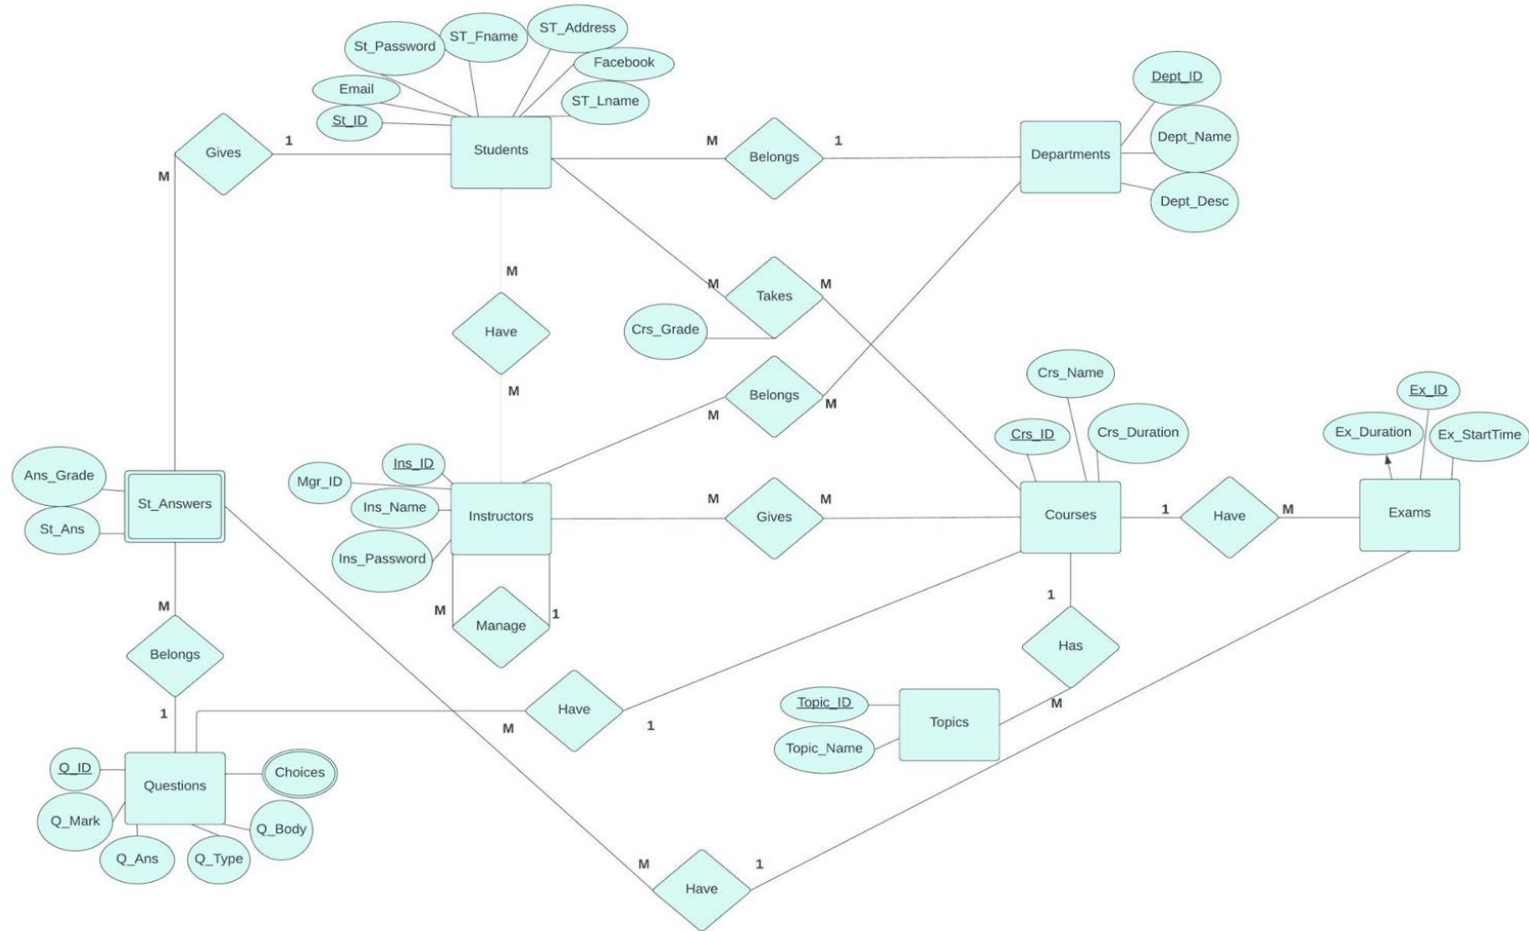 ST_Address
ST_Fname
St_Password
Facebook
Email
ST_Lname
St_ID
Students
Gives
1
M
M
Belongs
1
Departments
Dept_ID
Dept_Name
Dept_Desc
M
Have
M
M
Takes
M
Crs_Grade
Belongs
M
M
Crs_Name
Crs_ID
Crs_Duration
Ex_ID
Ex_Duration
Ex_StartTime
Ans_Grade
St_Ans
St_Answers
Ins_ID
Mgr_ID
Ins_Name
Ins_Password
Instructors
M
Gives
M
Courses
1
Have
M
Exams
M
Manage
1
1
Has
M
Topic_ID
Topic_Name
Topics
M
Belongs
1
M
Have
1
Q_ID
Questions
Choices
Q_Mark
Q_Body
Q_Ans
Q_Type
M
Have
1